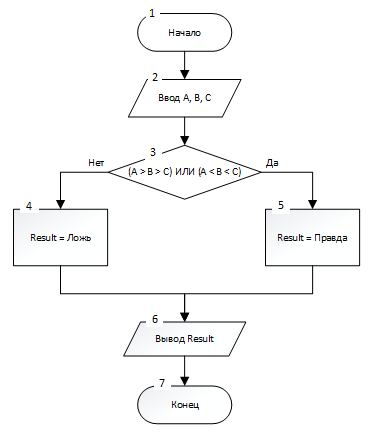 1
Начало
2
Ввод A, B, C
3
(A > B > C) ИЛИ (A < B < C)
Нет
Да
4
Result = Ложь
5
Result = Правда
6
Вывод Result
7
Конец